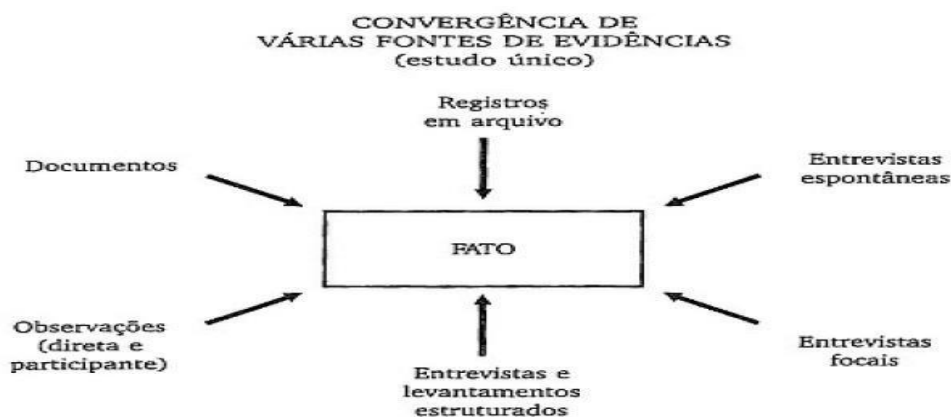 CONVERGÊNCIA DE
VÁRIAS FONTES DE EVIDÊNCIAS
(estudo único)
Registros
em arquivo
Documentos
Entrevistas
espontâneas
FATO
Observações
(direta e
participante)
Entrevistas e
levantamentos
estruturados
Entrevistas
focais